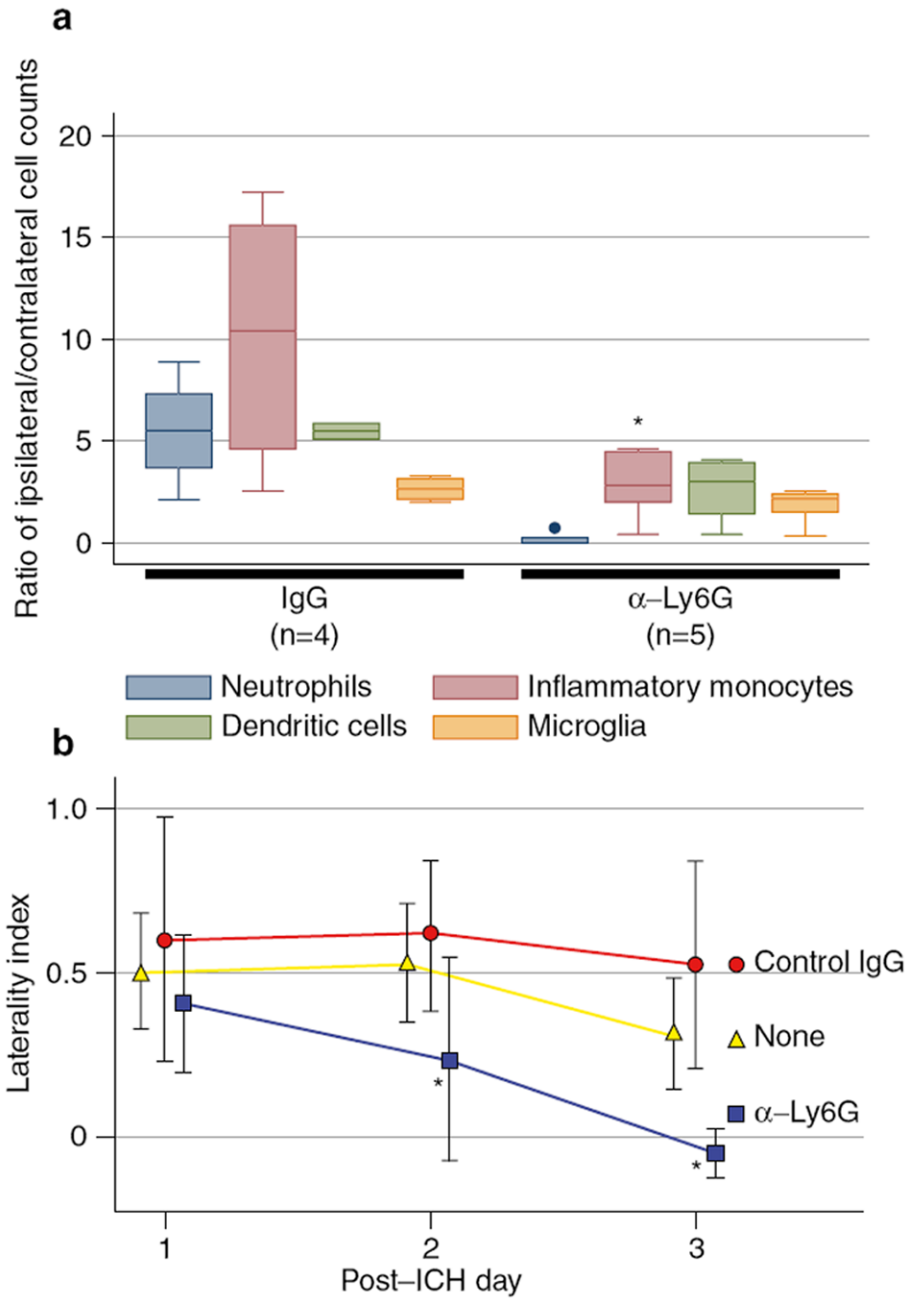 a
Ratio of ipsilateral/contralateral cell counts
20
15
10
5
0
*
IgG
(n=4)
α–Ly6G
(n=5)
Neutrophils
Inflammatory monocytes
Dendritic cells
Microglia
b
Laterality index
1.0
0.5
0
*
*
Control IgG
None
α–Ly6G
1
2
3
Post–ICH day